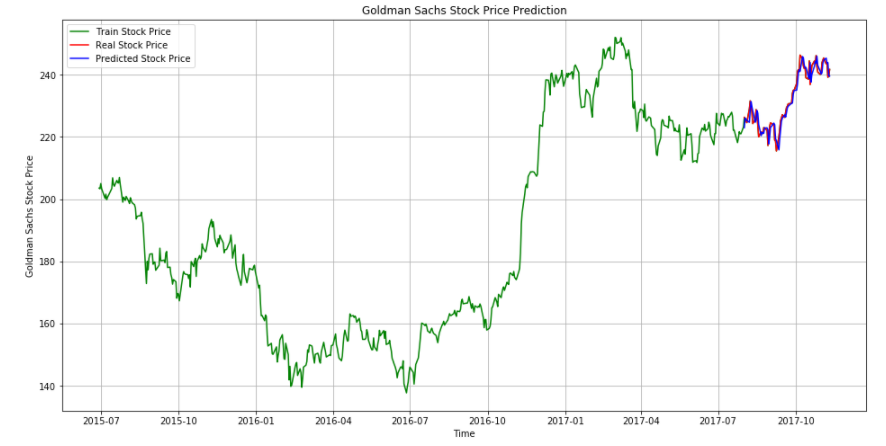 Goldman Sachs Stock Price Prediction
Train Stock Price
Real Stock Price
Predicted Stock Price
Goldman Sachs Stock Price
240
220
200
180
160
140
2015-07 2015-10 2016-01 2016-04 2016-07 2016-10 2017-01 2017-04 2017-07 2017-10
Time